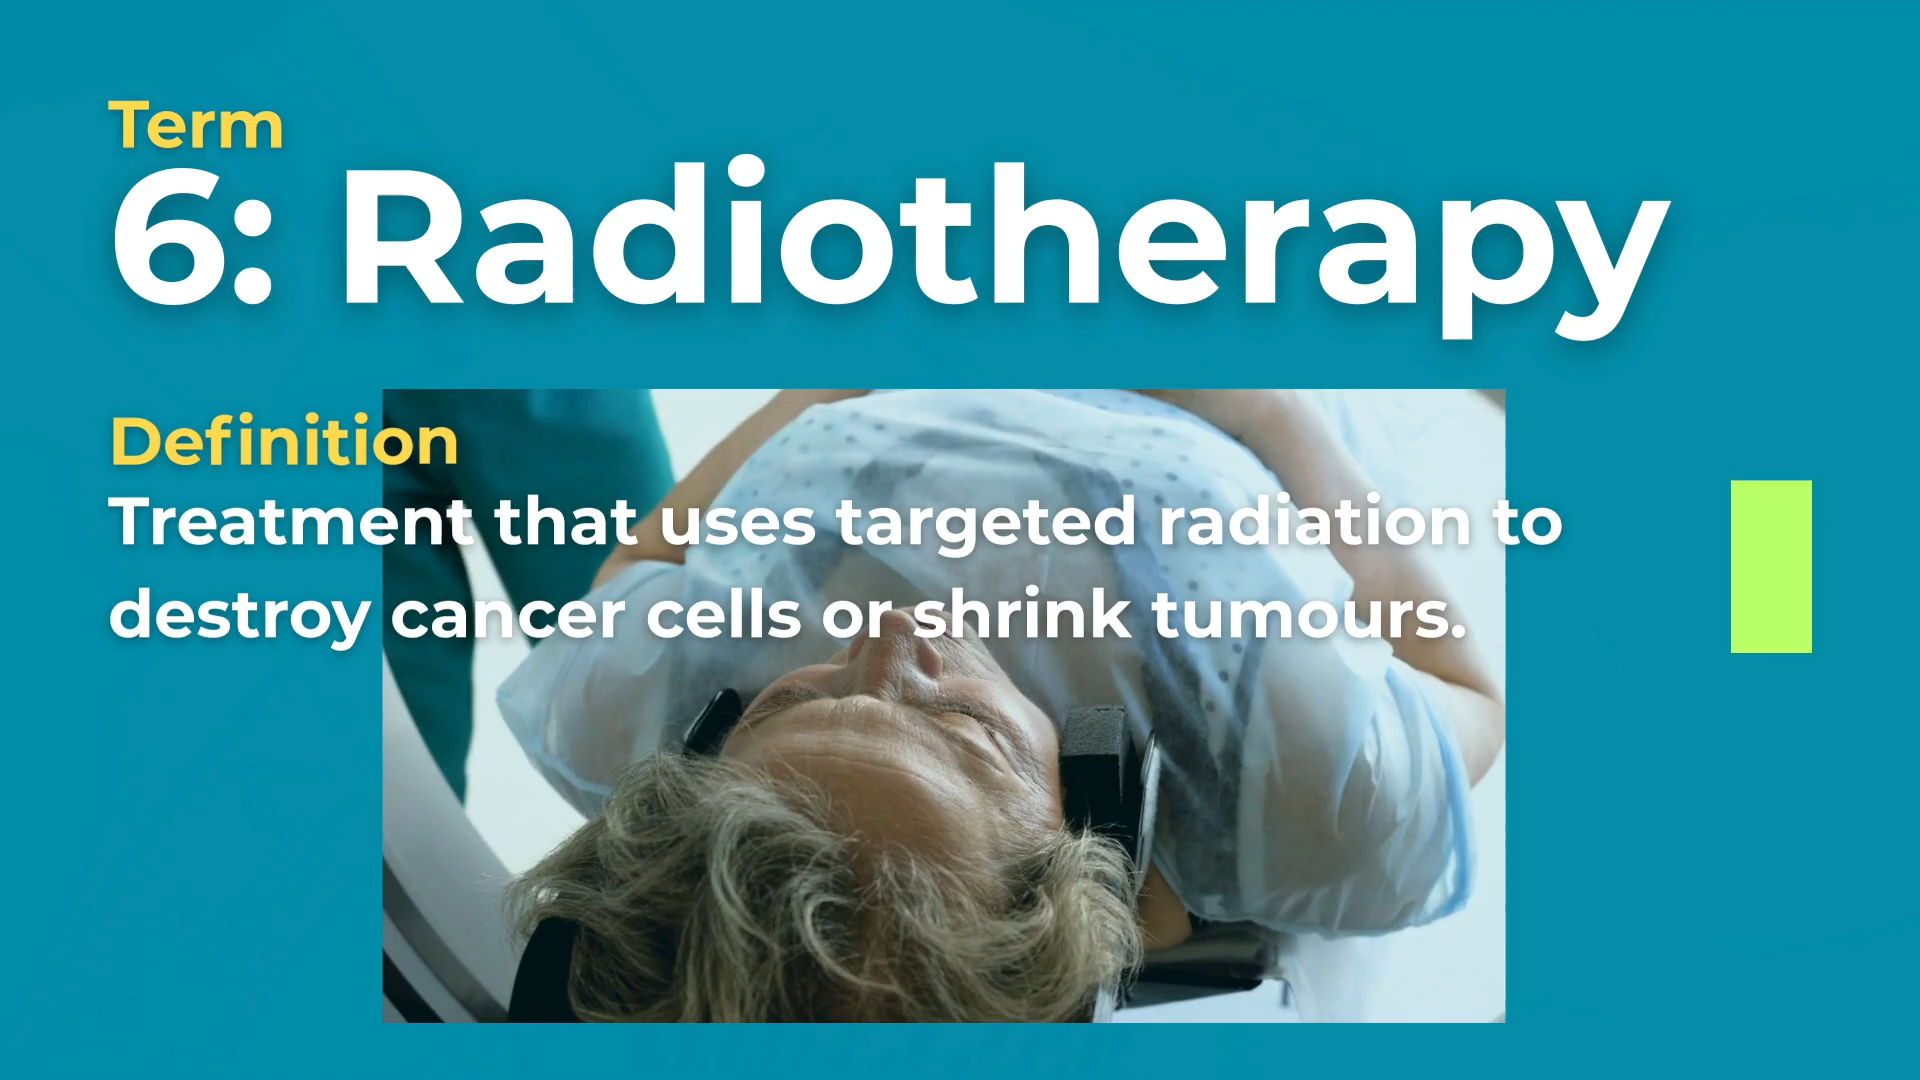 Term
6: Radiotherapy
Definition
Treatment that uses targeted radiation to
destroy cancer cells or shrink tumours.